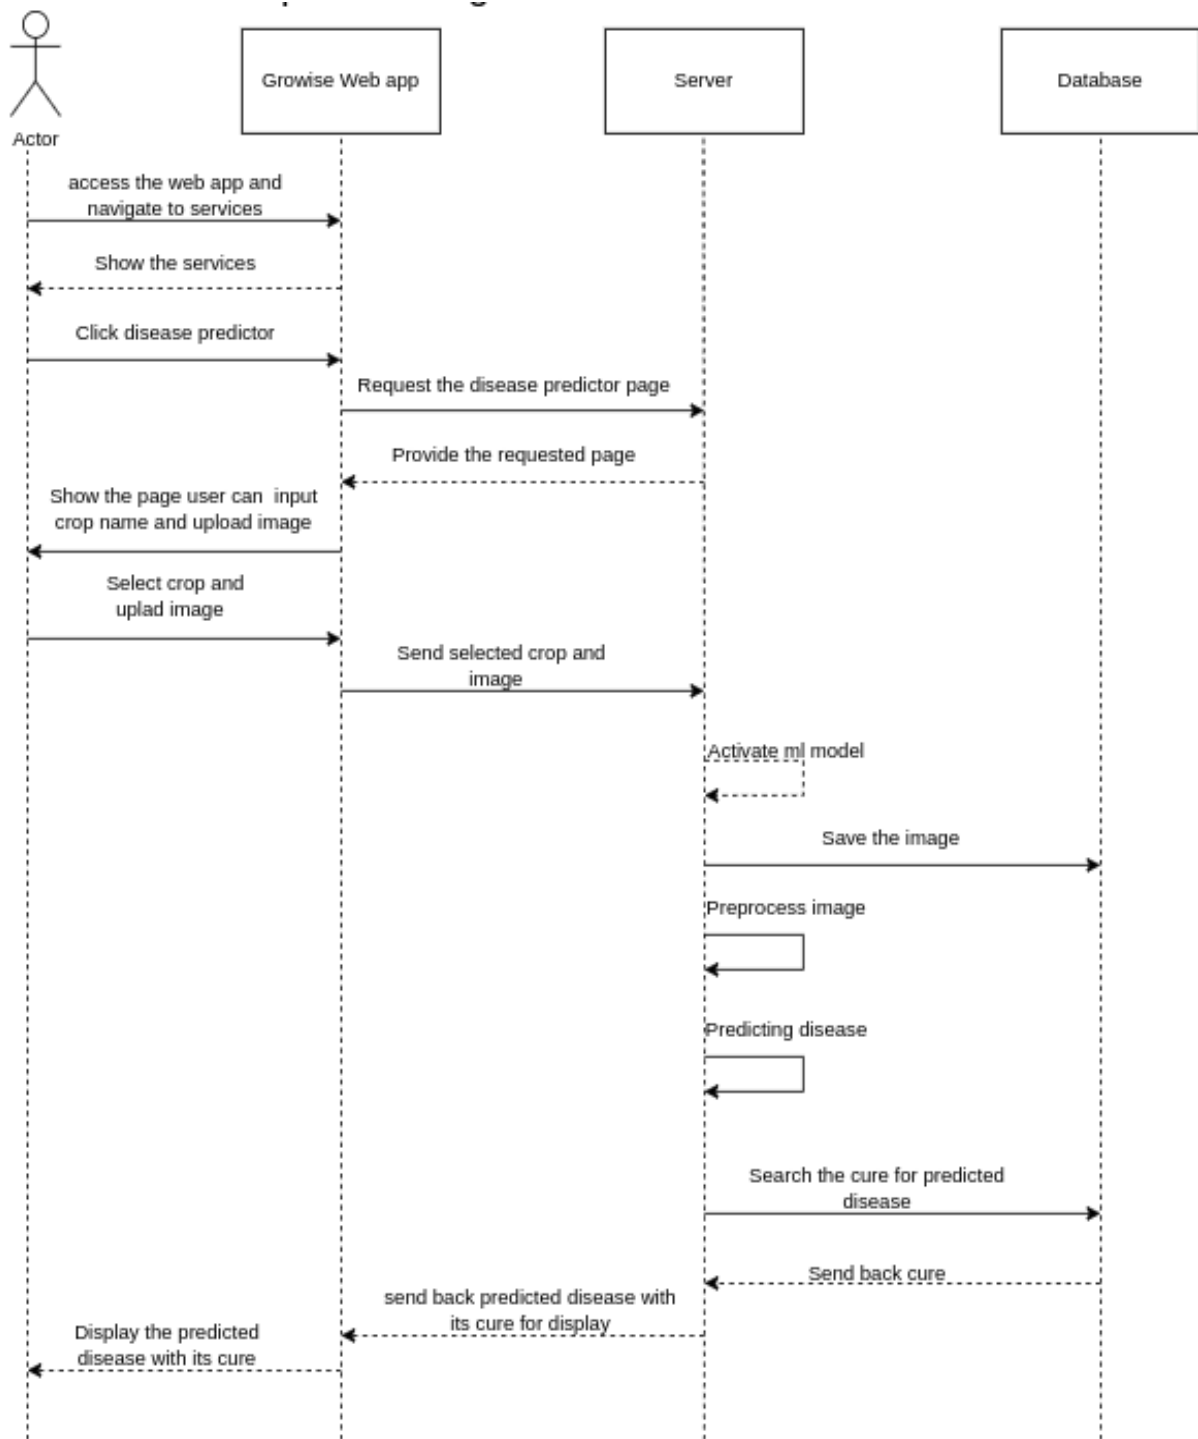 Growise Web app
Server
Database
Actor
access the web app and
navigate to services
Show the services
Click disease predictor
Request the disease predictor page
Provide the requested page
Show the page user can  input
crop name and upload image
Select crop and
uplad image
Send selected crop and
image
Activate ml model
Save the image
Preprocess image
Predicting disease
Search the cure for predicted
disease
Send back cure
send back predicted disease with
its cure for display
Display the predicted
disease with its cure